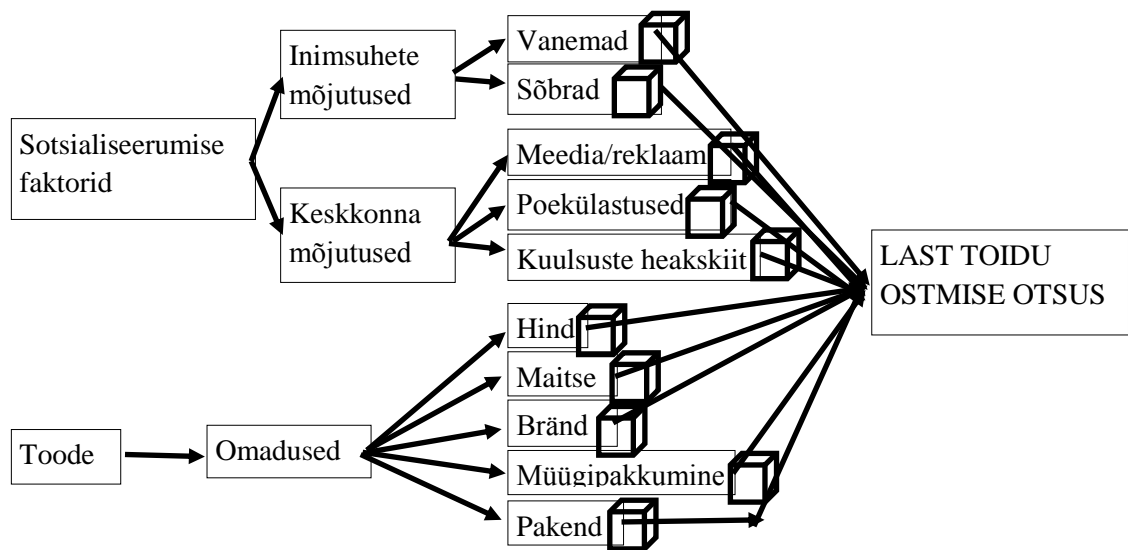 Sotsialiseerumise
faktorid
Inimsuhete
mõjutused
Keskkonna
mõjutused
Vanemad
Sõbrad
Meedia/reklaam
Poekülastused
Kuulsuste heakskiit
Toode
Omadused
Hind
Maitse
Bränd
Müügipakkumine
Pakend
LAST TOIDU
OSTMISE OTSUS